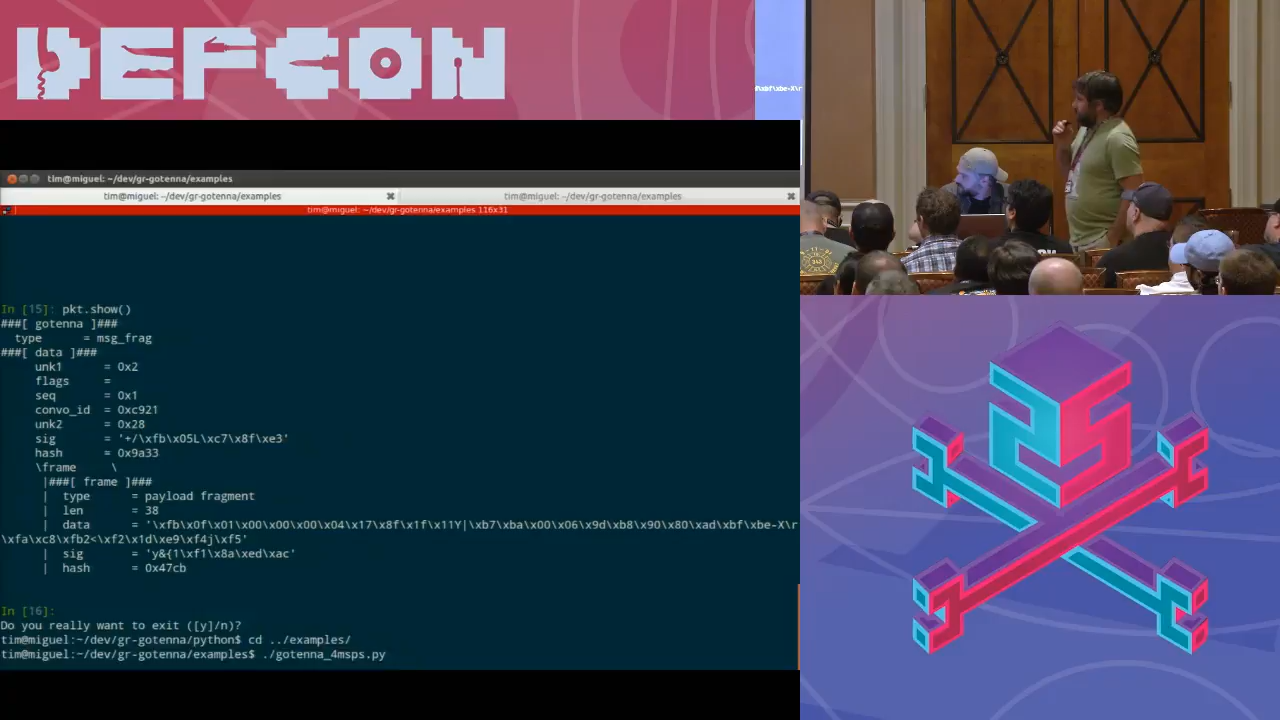 DEFCON
d\xbf\xbe-X\r
tim@miguel: ~/dev/gr-gotenna/examples
tim@miguel: ~/dev/gr-gotenna/examples
tim@miguel: ~/dev/gr-gotenna/examples
tim@miguel: ~/dev/gr-gotenna/examples 116x31
In [15]: pkt.show()
###[ gotenna ]###
type = msg_frag
###[ data ]###
unk1 = 0x2
flags =
seq = 0x1
convo_id = 0xc921
unk2 = 0x28
sig = '+/\xfb\x05L\xc7\x8f\xe3'
hash = 0x9a33
\frame \
|###[ frame ]###
| type = payload fragment
| len = 38
| data = '\xfb\x0f\x01\x00\x00\x00\x04\x17\x8f\x1f\x11Y|\xb7\xba\x00\x06\x9d\xb8\x90\x80\xad\xbf\xbe-X\r
\xfa\xc8\xfb2<\xf2\x1d\xe9\xf4j\xf5'
| sig = 'y&{1\xf1\x8a\xed\xac'
| hash = 0x47cb
In [16]:
Do you really want to exit ([y]/n)?
tim@miguel:~/dev/gr-gotenna/python$ cd ../examples/
tim@miguel:~/dev/gr-gotenna/examples$ ./gotenna_4msps.py